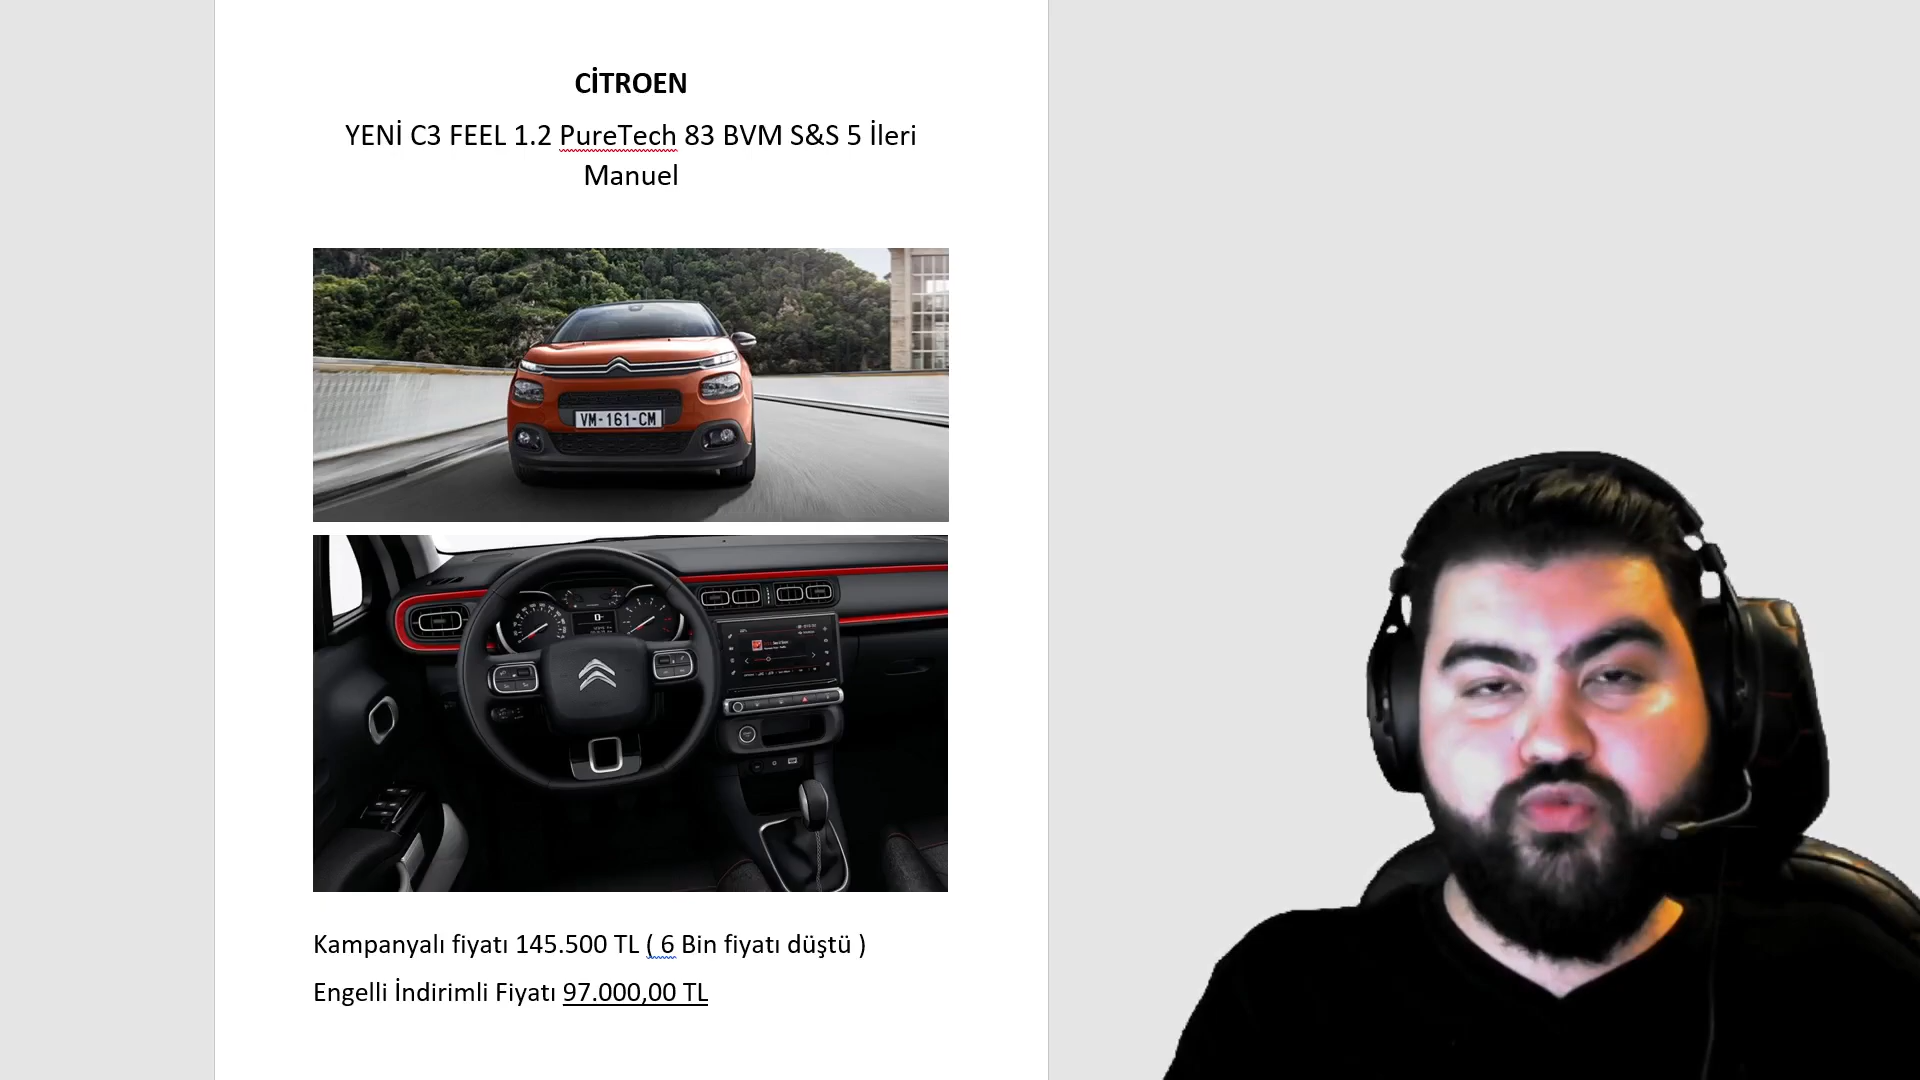 CİTROEN
YENİ C3 FEEL 1.2 PureTech 83 BVM S&S 5 İleri
Manuel
VM-161-CM
Kampanyalı fiyatı 145.500 TL ( 6 Bin fiyatı düştü )
Engelli İndirimli Fiyatı 97.000,00 TL